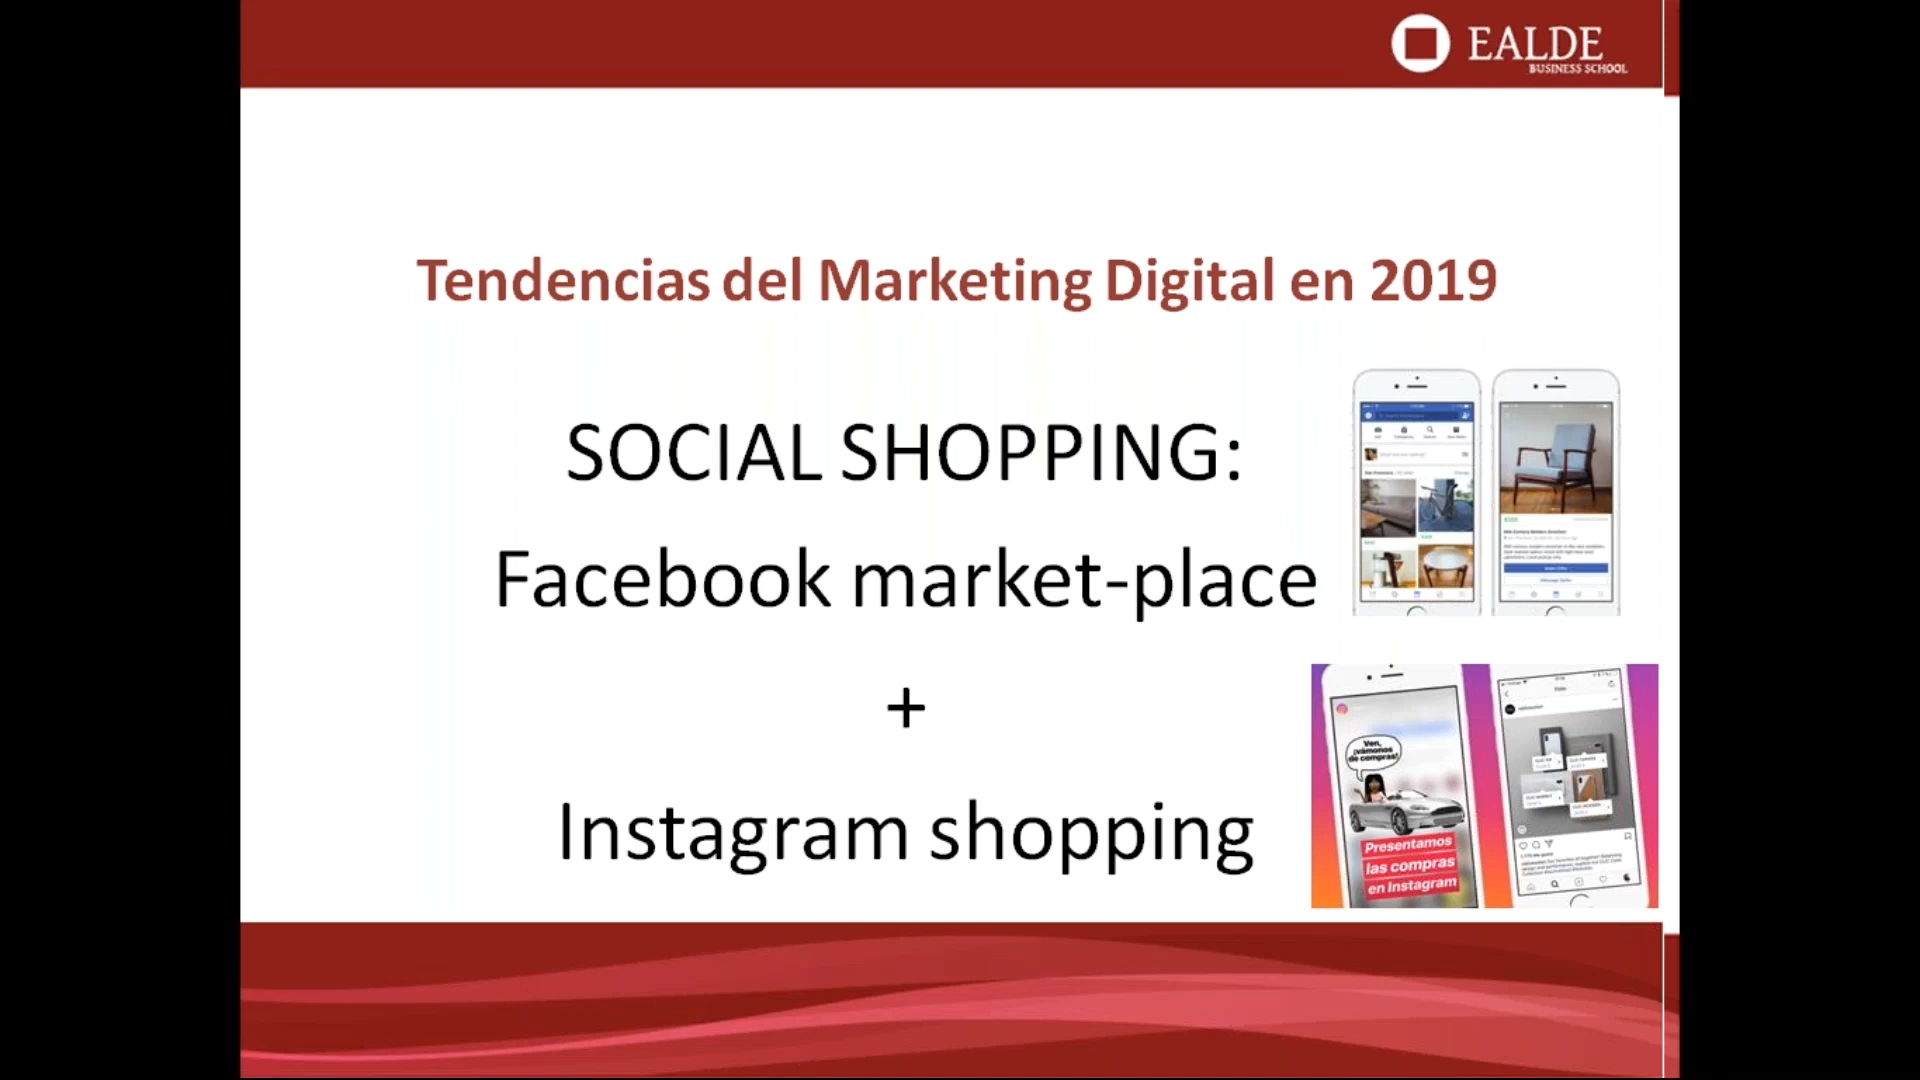 EALDE
BUSINESS SCHOOL
Tendencias del Marketing Digital en 2019
SOCIAL SHOPPING:
Facebook market-place
+
Instagram shopping
Ven,
¡vámonos
de compras!
Presentamos
las compras
en Instagram